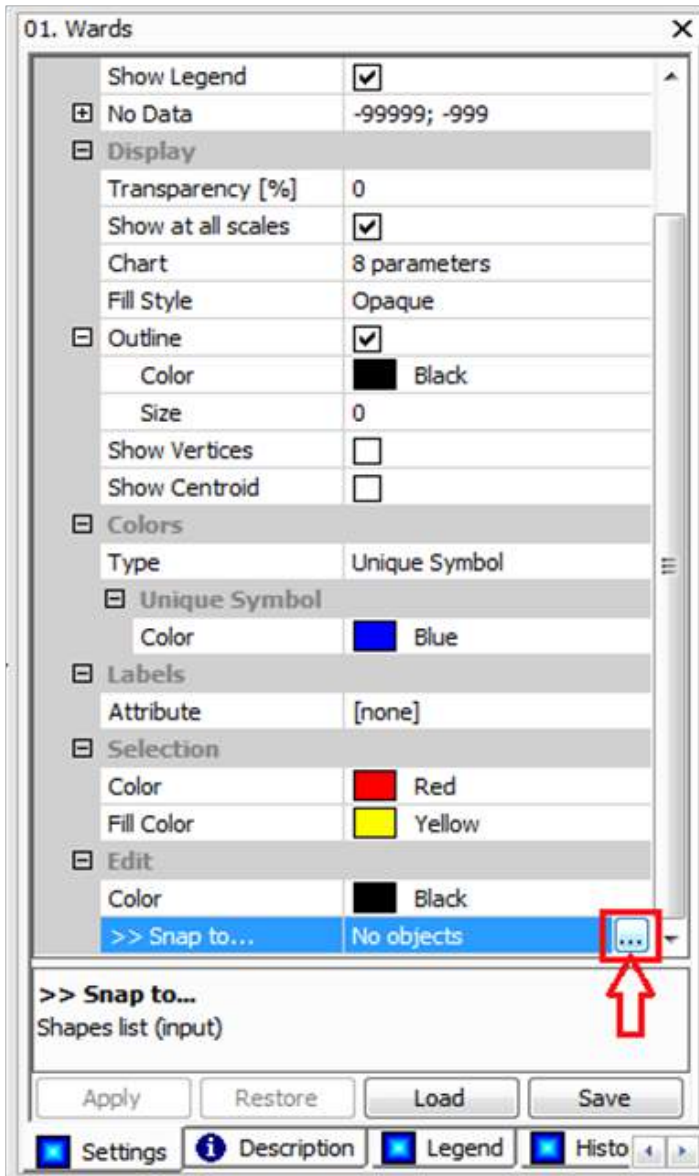 01. Wards
Show Legend
No Data -99999; -999
Display
Transparency [%] 0
Show at all scales
Chart 8 parameters
Fill Style Opaque
Outline
Color Black
Size 0
Show Vertices
Show Centroid
Colors
Type Unique Symbol
Unique Symbol
Color Blue
Labels
Attribute [none]
Selection
Color Red
Fill Color Yellow
Edit
Color Black
>> Snap to... No objects ...
>> Snap to...
Shapes list (input)
Apply Restore Load Save
Settings Description Legend Histo